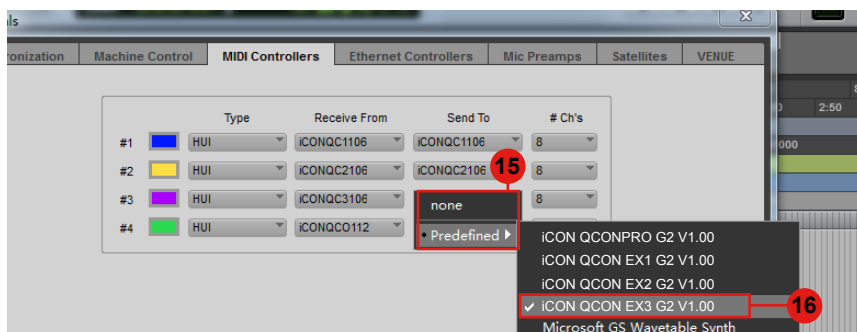 ls
ronization Machine Control MIDI Controllers Ethernet Controllers Mic Preamps Satellites VENUE
Type Receive From Send To # Ch's
2:50
#1 HUI iCONQC1106 iCONQC1106 8
000
#2 HUI iCONQC2106 iCONQC2106 8
15
#3 HUI iCONQC3106 none 8
#4 HUI iCONQCO112 Predefined
iCON QCONPRO G2 V1.00
iCON QCON EX1 G2 V1.00
iCON QCON EX2 G2 V1.00
iCON QCON EX3 G2 V1.00 16
Microsoft GS Wavetable Synth